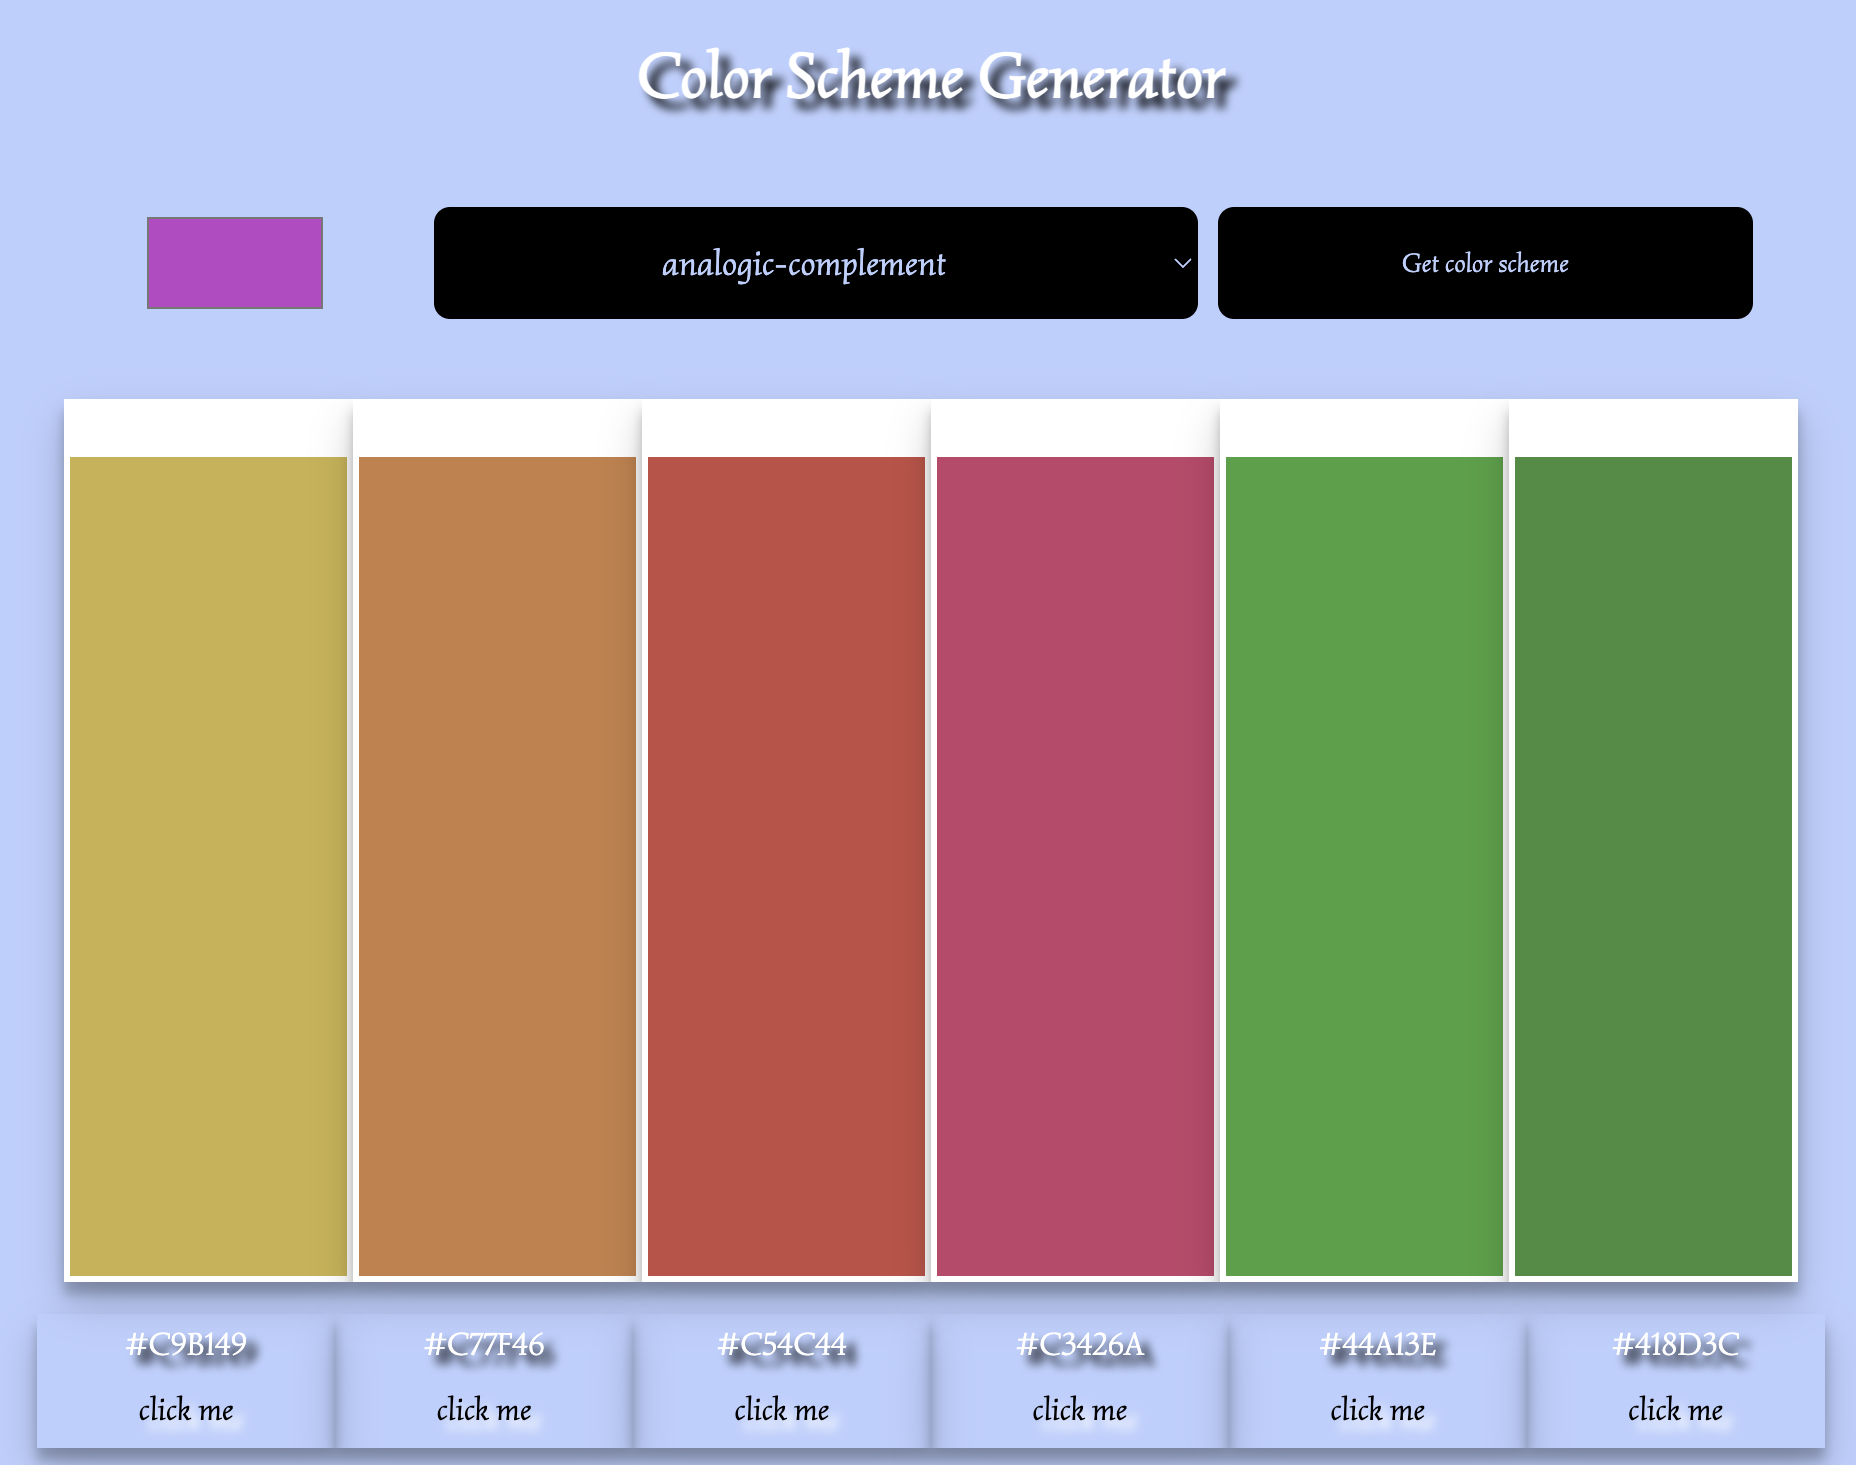 Color Scheme Generator
analogic-complement
Get color scheme
#C9B149
#C77F46
#C54C44
#C3426A
#44A13E
#418D3C
click me
click me
click me
click me
click me
click me